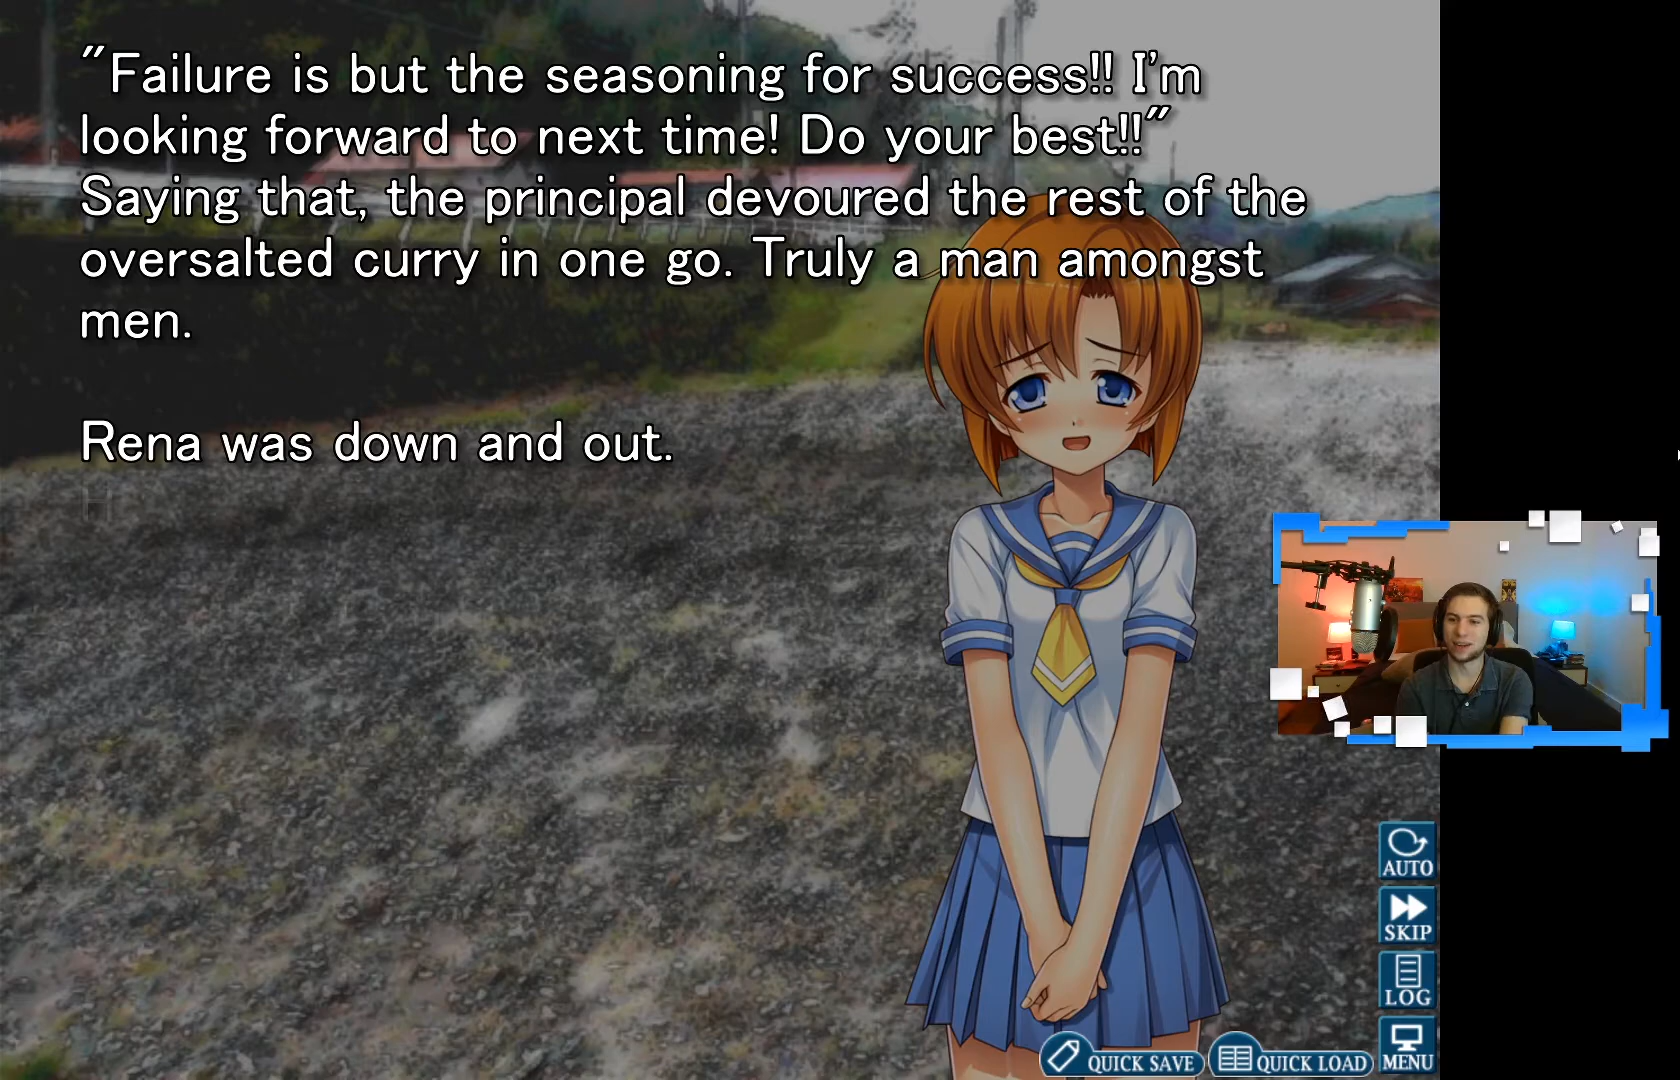 "Failure is but the seasoning for success!! I'm
looking forward to next time! Do your best!!"
Saying that, the principal devoured the rest of the
oversalted curry in one go. Truly a man amongst
men.
Rena was down and out.
H
AUTO
SKIP
LOG
MENU
QUICK SAVE
QUICK LOAD